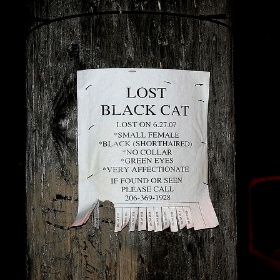 LOST
BLACK CAT
LOST ON 6.27.07
*SMALL FEMALE
*BLACK (SHORTHAIRED)
*NO COLLAR
*GREEN EYES
*VERY AFFECTIONATE
IF FOUND OR SEEN
PLEASE CALL
206-369-1928